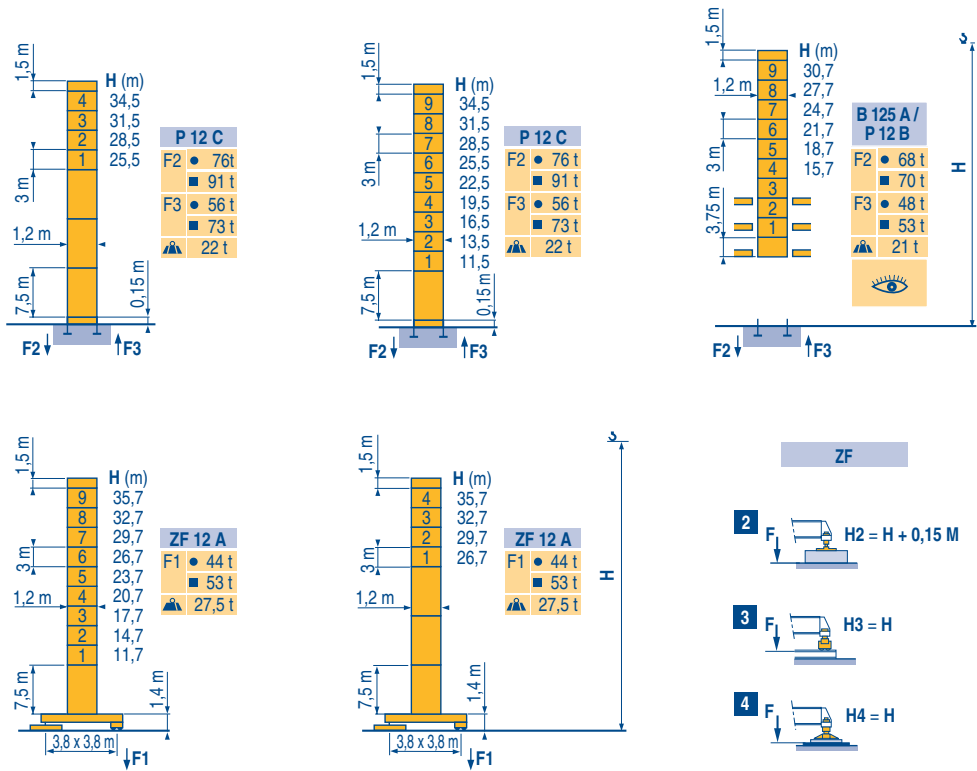 1,5 m
H (m)
4 34,5
3 31,5
2 28,5
1 25,5
3 m
1,2 m
7,5 m
0,15 m
F2
F3
P 12 C
F2 ● 76t
■ 91 t
F3 ● 56 t
■ 73 t
22 t
1,5 m
H (m)
9 34,5
8 31,5
7 28,5
6 25,5
5 22,5
4 19,5
3 16,5
2 13,5
1 11,5
3 m
1,2 m
7,5 m
0,15 m
F2
F3
P 12 C
F2 ● 76 t
■ 91 t
F3 ● 56 t
■ 73 t
22 t
1,5 m
H (m)
9 30,7
8 27,7
7 24,7
6 21,7
5 18,7
4 15,7
3
2
1
1,2 m
3 m
3,75 m
F2
F3
B 125 A /
P 12 B
F2 ● 68 t
■ 70 t
F3 ● 48 t
■ 53 t
21 t
H
1,5 m
H (m)
9 35,7
8 32,7
7 29,7
6 26,7
5 23,7
4 20,7
3 17,7
2 14,7
1 11,7
3 m
1,2 m
7,5 m
1,4 m
3,8 x 3,8 m
F1
ZF 12 A
F1 ● 44 t
■ 53 t
27,5 t
1,5 m
H (m)
4 35,7
3 32,7
2 29,7
1 26,7
3 m
1,2 m
7,5 m
1,4 m
3,8 x 3,8 m
F1
ZF 12 A
F1 ● 44 t
■ 53 t
27,5 t
H
ZF
2 F H2 = H + 0,15 M
3 F H3 = H
4 F H4 = H